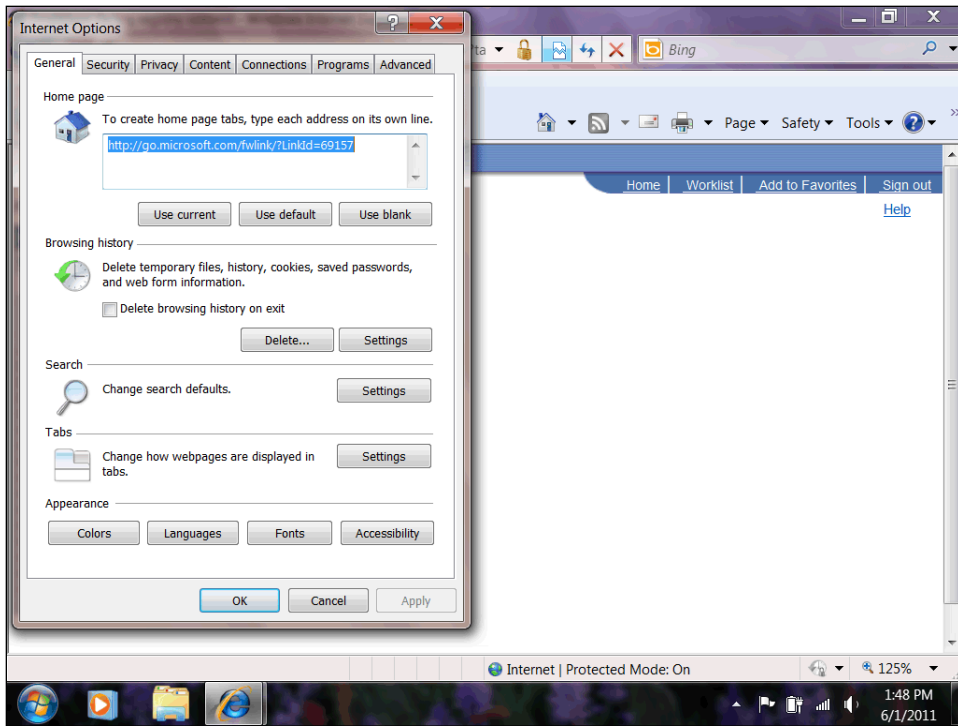 Internet Options
General Security Privacy Content Connections Programs Advanced
Home page
To create home page tabs, type each address on its own line.
http://go.microsoft.com/fwlink/?LinkId=69157
Use current Use default Use blank
Browsing history
Delete temporary files, history, cookies, saved passwords,
and web form information.
Delete browsing history on exit
Delete... Settings
Search
Change search defaults. Settings
Tabs
Change how webpages are displayed in
tabs.
Settings
Appearance
Colors Languages Fonts Accessibility
OK Cancel Apply
ta
Bing
Page Safety Tools
Home Worklist Add to Favorites Sign out
Help
Internet | Protected Mode: On
125%
1:48 PM
6/1/2011